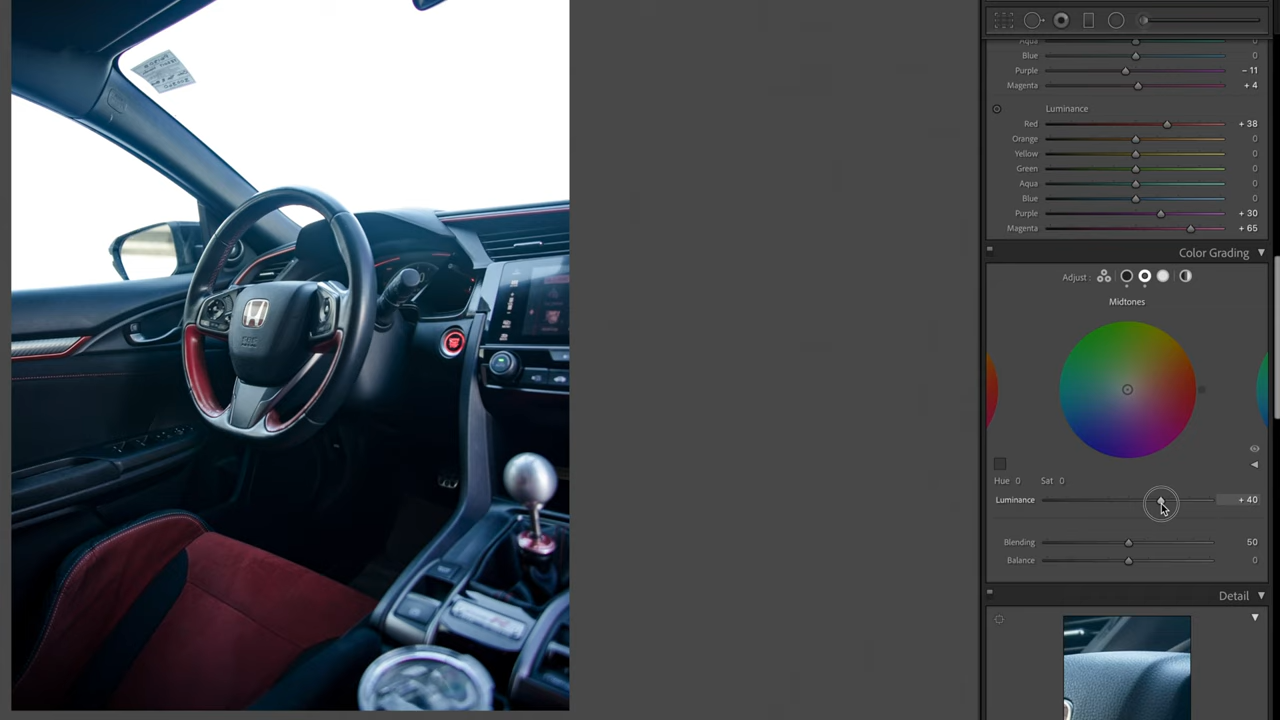 Aqua 0
Blue 0
Purple – 11
Magenta + 4
Luminance
Red + 38
Orange 0
Yellow 0
Green 0
Aqua 0
Blue 0
Purple + 30
Magenta + 65
Color Grading
Adjust :
Midtones
Hue 0 Sat 0
Luminance + 40
Blending 50
Balance 0
Detail